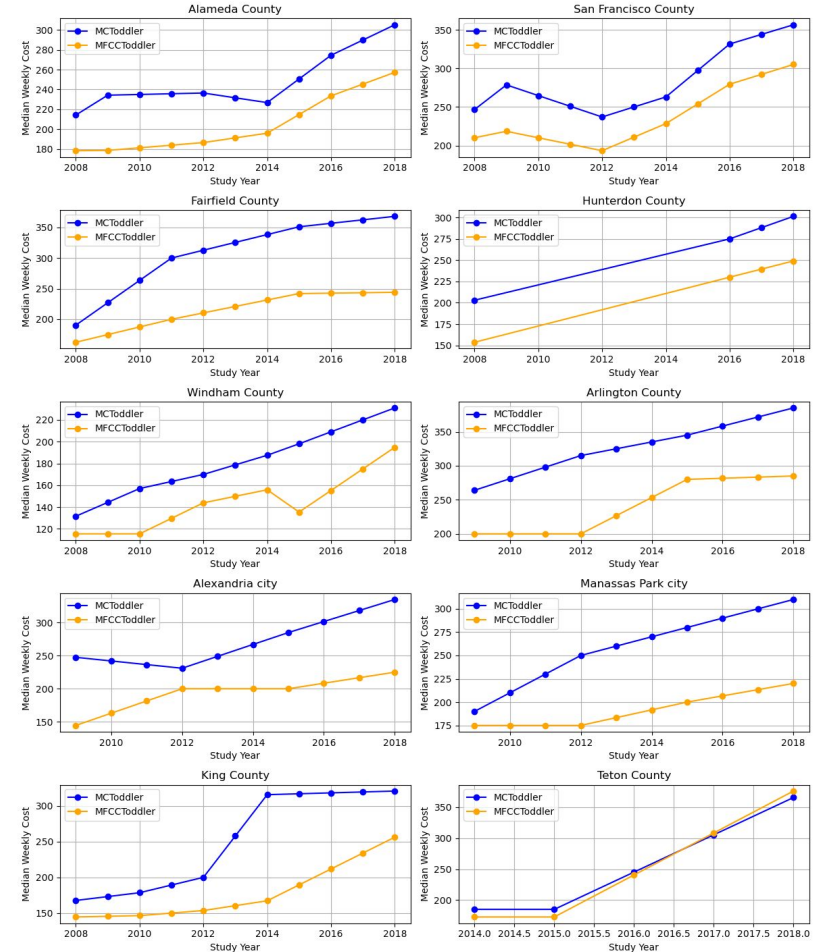 Alameda County
MCToddler
MFCCToddler
Median Weekly Cost
300
280
260
240
220
200
180
2008 2010 2012 2014 2016 2018
Study Year
San Francisco County
MCToddler
MFCCToddler
Median Weekly Cost
350
300
250
200
2008 2010 2012 2014 2016 2018
Study Year
Fairfield County
MCToddler
MFCCToddler
Median Weekly Cost
350
300
250
200
2008 2010 2012 2014 2016 2018
Study Year
Hunterdon County
MCToddler
MFCCToddler
Median Weekly Cost
300
275
250
225
200
175
150
2008 2010 2012 2014 2016 2018
Study Year
Windham County
MCToddler
MFCCToddler
Median Weekly Cost
220
200
180
160
140
120
2008 2010 2012 2014 2016 2018
Study Year
Arlington County
MCToddler
MFCCToddler
Median Weekly Cost
350
300
250
200
2010 2012 2014 2016 2018
Study Year
Alexandria city
MCToddler
MFCCToddler
Median Weekly Cost
300
250
200
150
2010 2012 2014 2016 2018
Study Year
Manassas Park city
MCToddler
MFCCToddler
Median Weekly Cost
300
275
250
225
200
175
2010 2012 2014 2016 2018
Study Year
King County
MCToddler
MFCCToddler
Median Weekly Cost
300
250
200
150
2008 2010 2012 2014 2016 2018
Study Year
Teton County
MCToddler
MFCCToddler
Median Weekly Cost
350
300
250
200
2014.0 2014.5 2015.0 2015.5 2016.0 2016.5 2017.0 2017.5 2018.0
Study Year